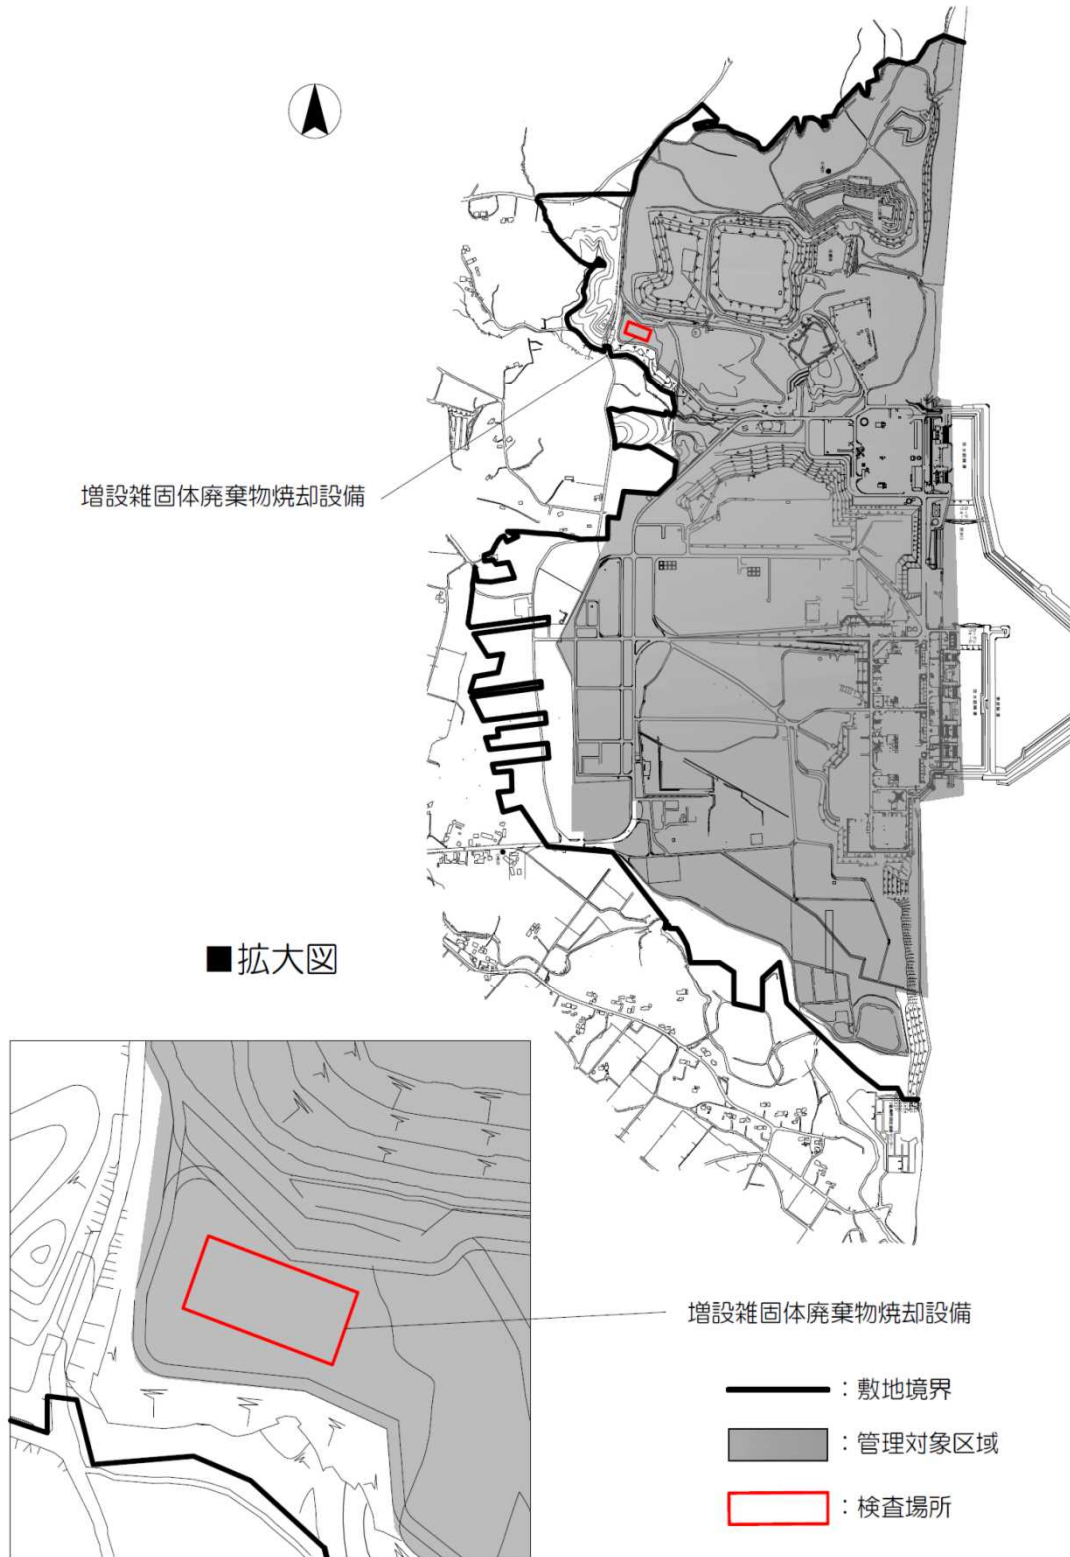 増設雑固体廃棄物焼却設備
■拡大図
増設雑固体廃棄物焼却設備
：敷地境界
：管理対象区域
：検査場所